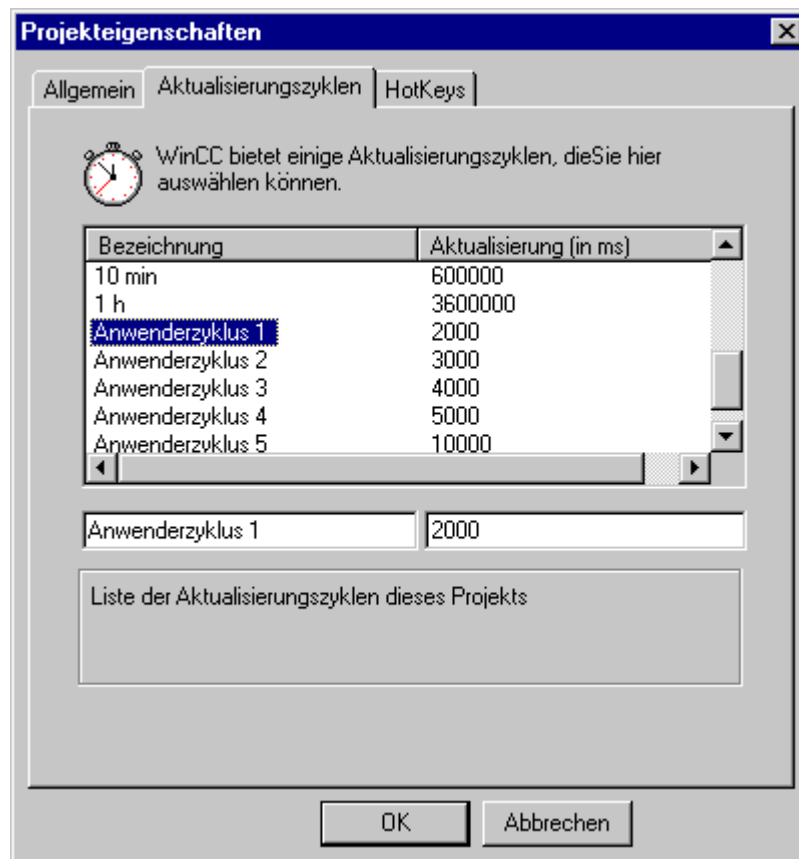 Projekteigenschaften
Allgemein Aktualisierungszyklen HotKeys
WinCC bietet einige Aktualisierungszyklen, dieSie hier
auswählen können.
Bezeichnung Aktualisierung (in ms)
10 min 600000
1 h 3600000
Anwenderzyklus 1 2000
Anwenderzyklus 2 3000
Anwenderzyklus 3 4000
Anwenderzyklus 4 5000
Anwenderzyklus 5 10000
Anwenderzyklus 1 2000
Liste der Aktualisierungszyklen dieses Projekts
OK Abbrechen